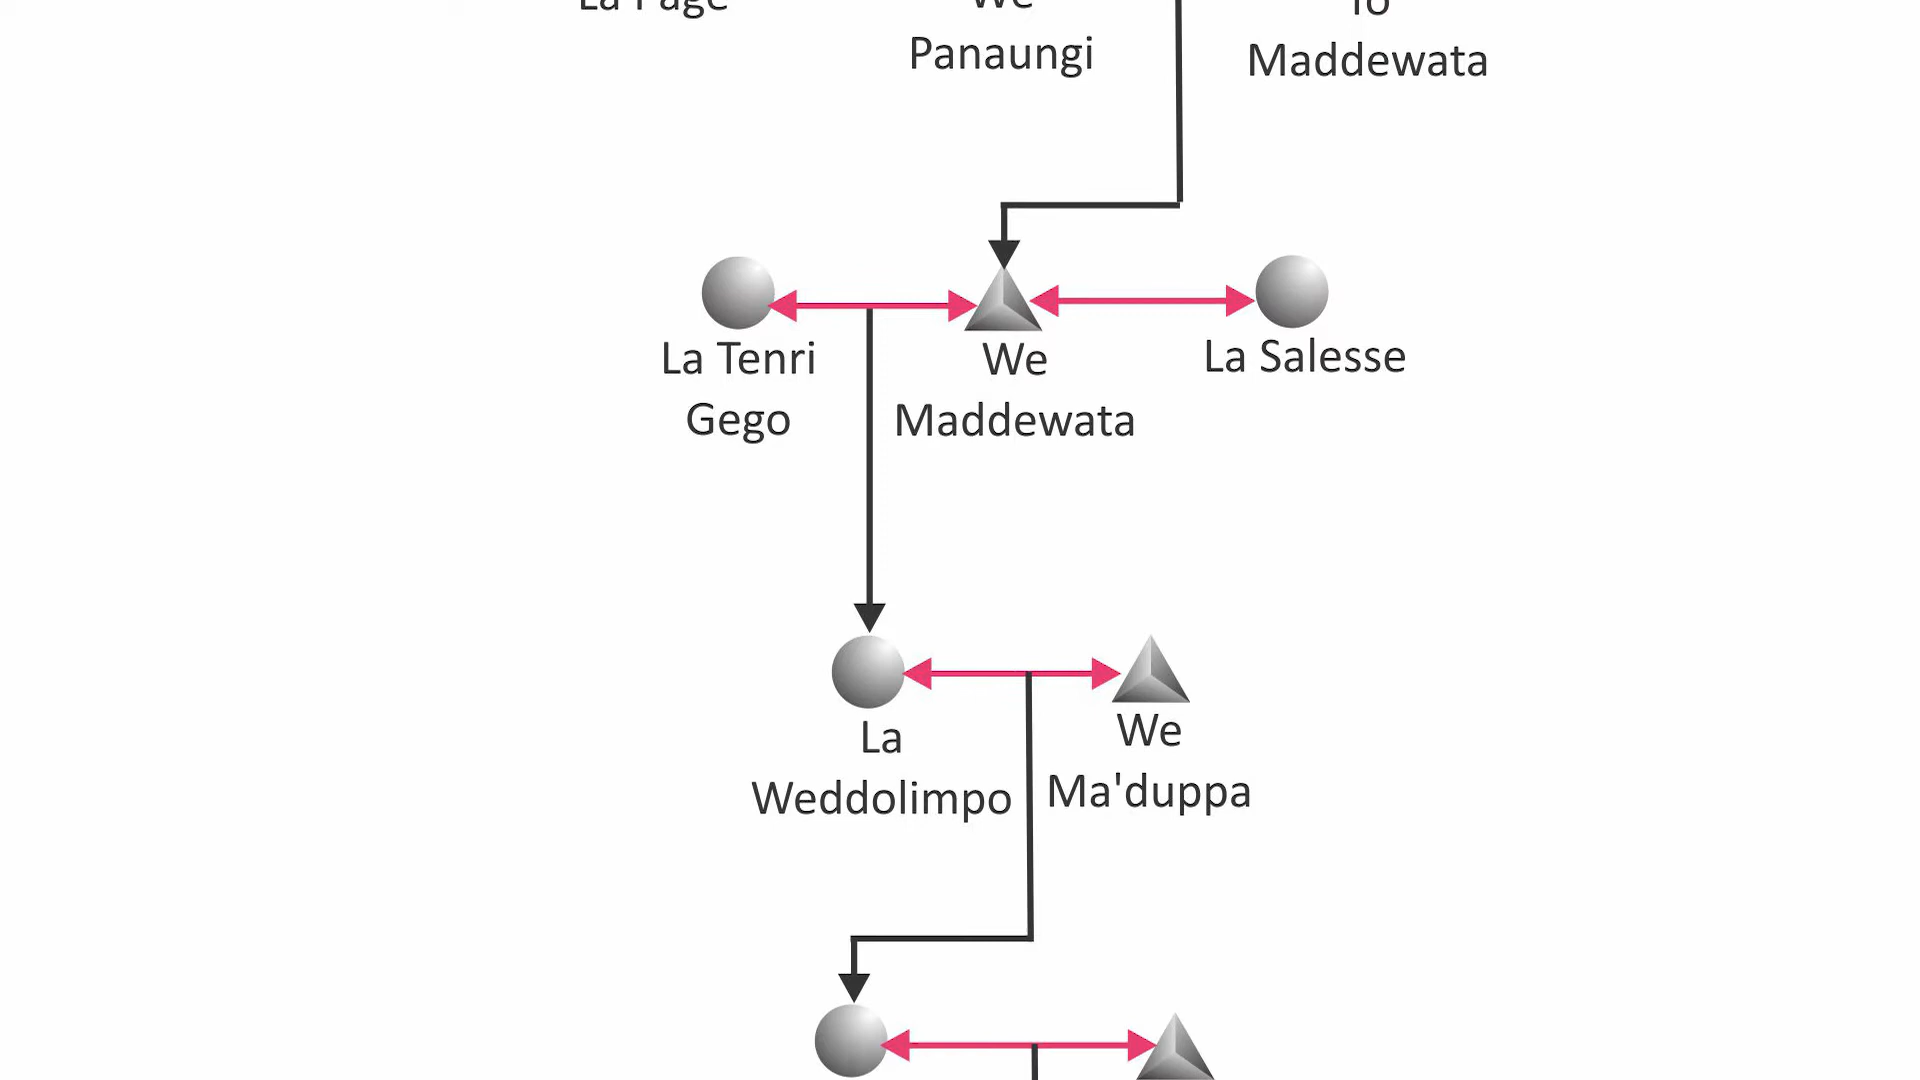 La Page
We
Panaungi
To
Maddewata
La Tenri
Gego
We
Maddewata
La Salesse
La
Weddolimpo
We
Ma'duppa